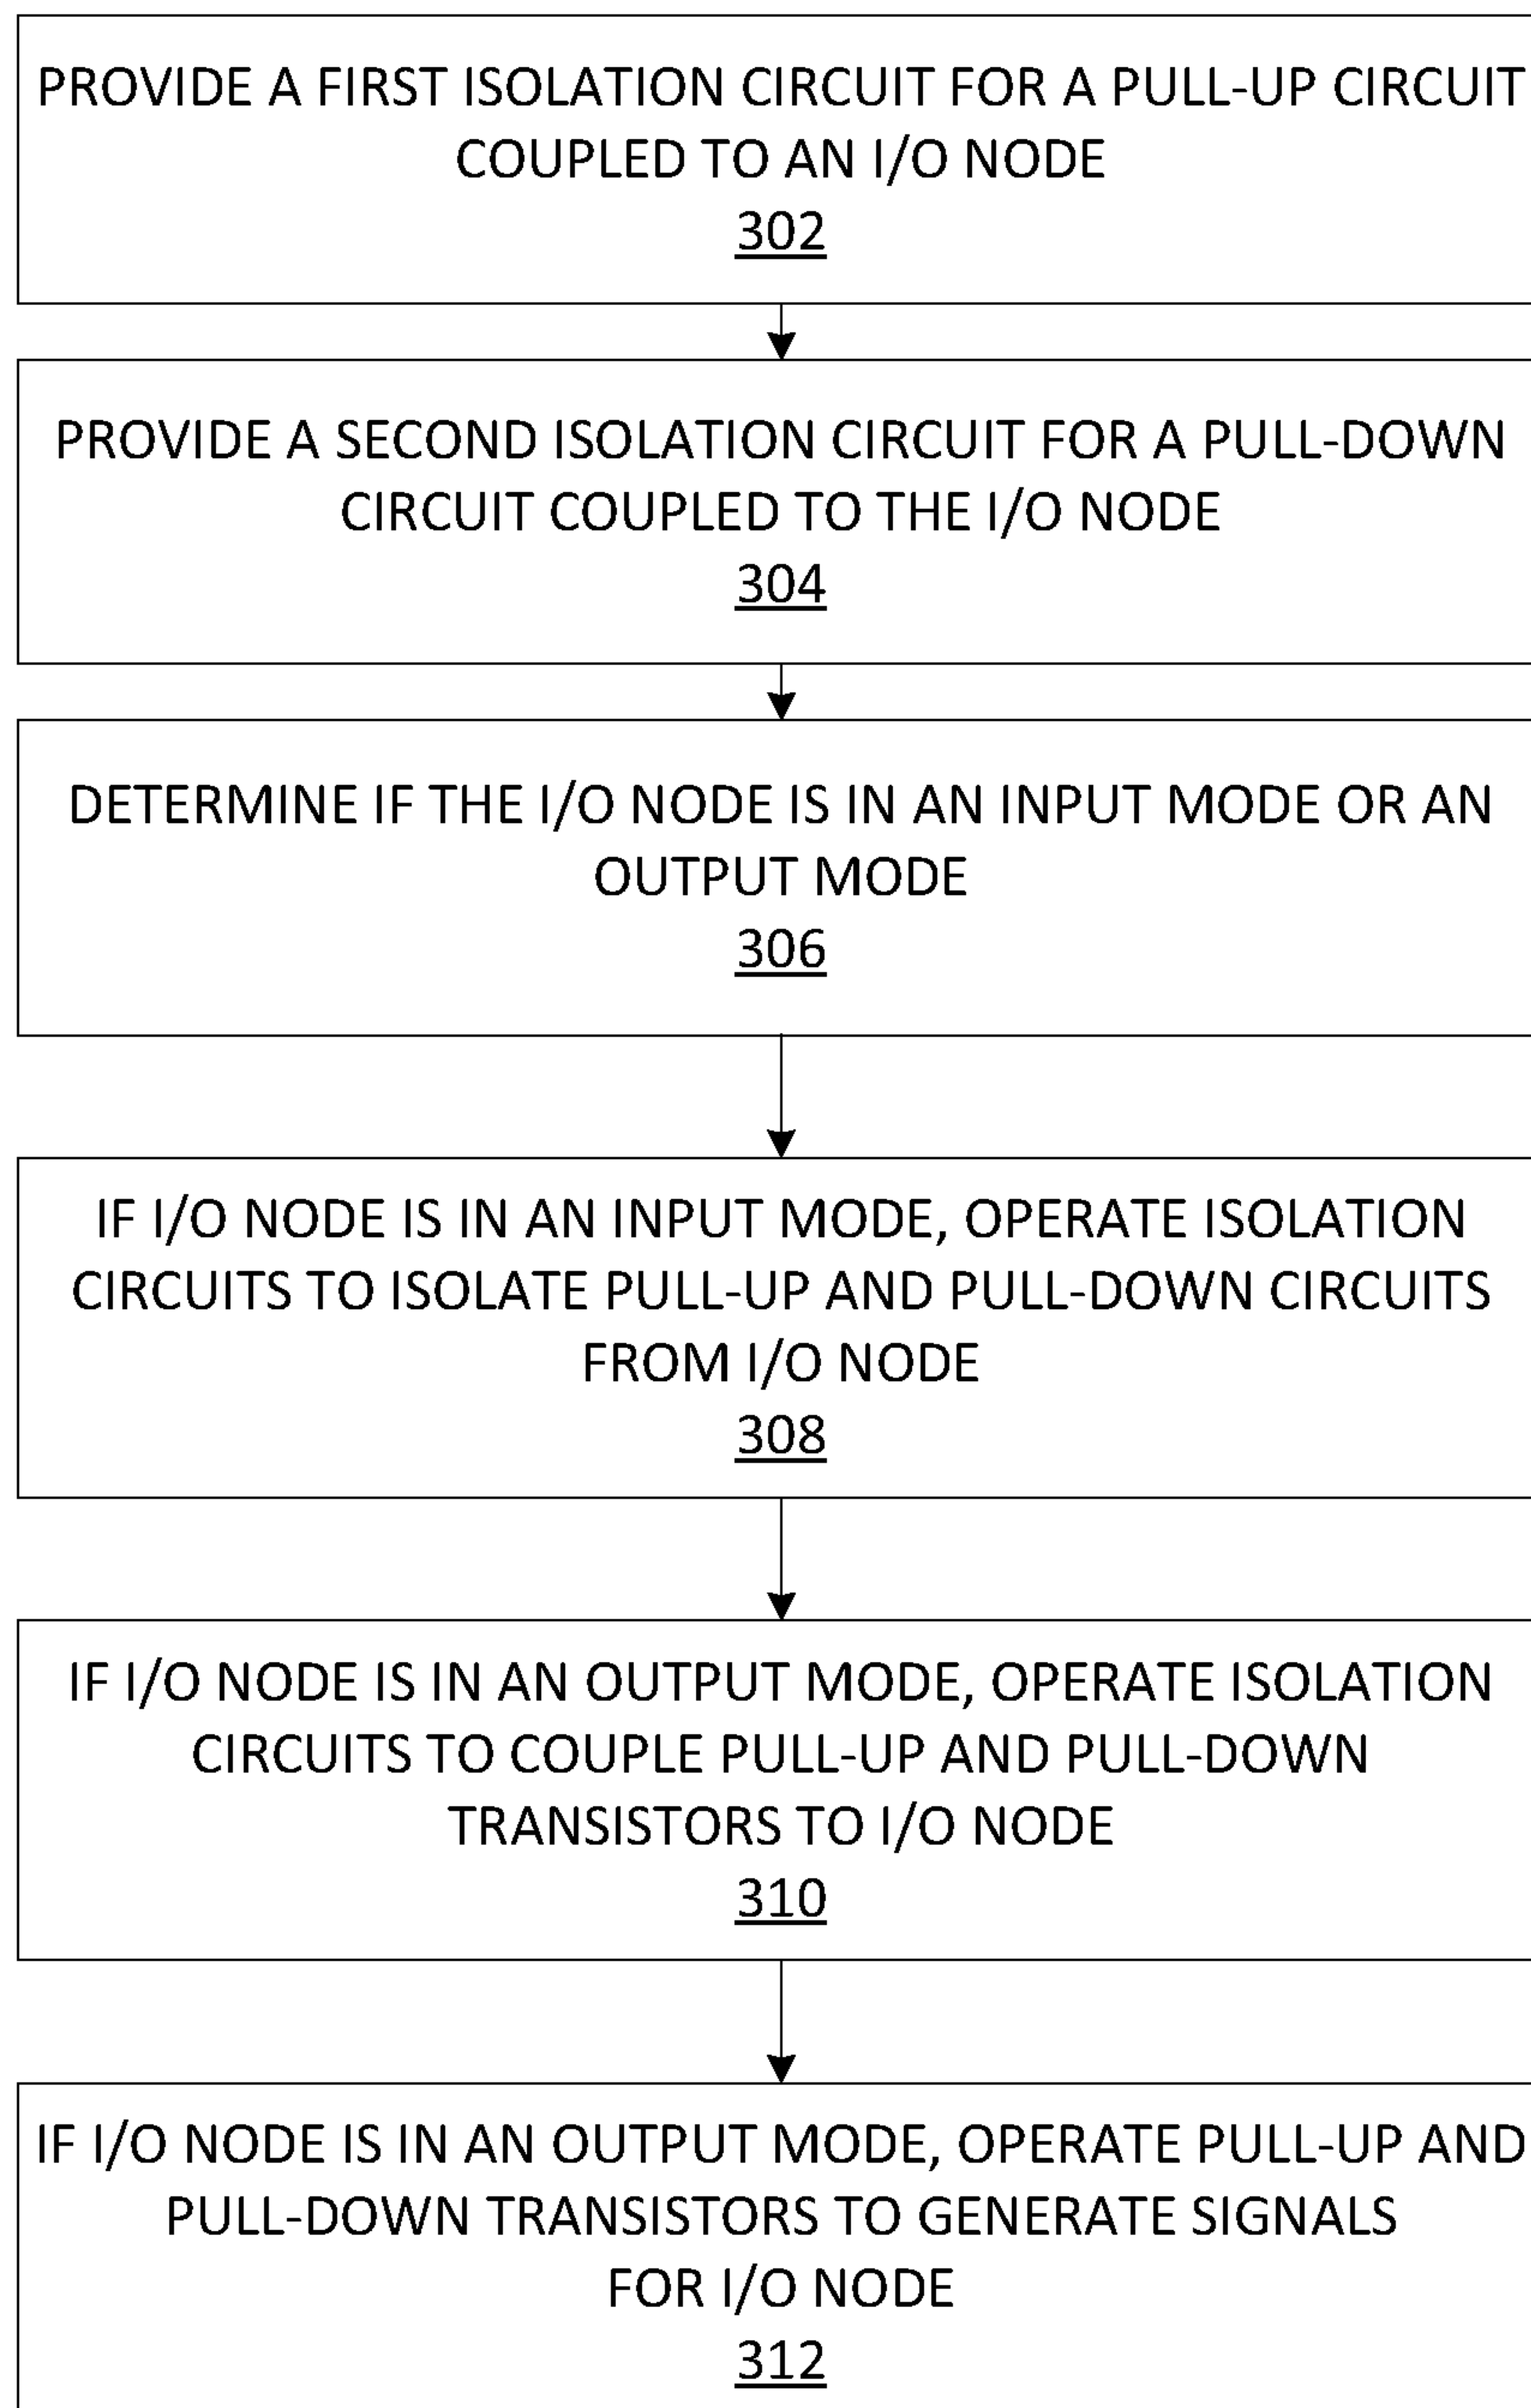 PROVIDE A FIRST ISOLATION CIRCUIT FOR A PULL-UP CIRCUIT
COUPLED TO AN I/O NODE
302
PROVIDE A SECOND ISOLATION CIRCUIT FOR A PULL-DOWN
CIRCUIT COUPLED TO THE I/O NODE
304
DETERMINE IF THE I/O NODE IS IN AN INPUT MODE OR AN
OUTPUT MODE
306
IF I/O NODE IS IN AN INPUT MODE, OPERATE ISOLATION
CIRCUITS TO ISOLATE PULL-UP AND PULL-DOWN CIRCUITS
FROM I/O NODE
308
IF I/O NODE IS IN AN OUTPUT MODE, OPERATE ISOLATION
CIRCUITS TO COUPLE PULL-UP AND PULL-DOWN
TRANSISTORS TO I/O NODE
310
IF I/O NODE IS IN AN OUTPUT MODE, OPERATE PULL-UP AND
PULL-DOWN TRANSISTORS TO GENERATE SIGNALS
FOR I/O NODE
312